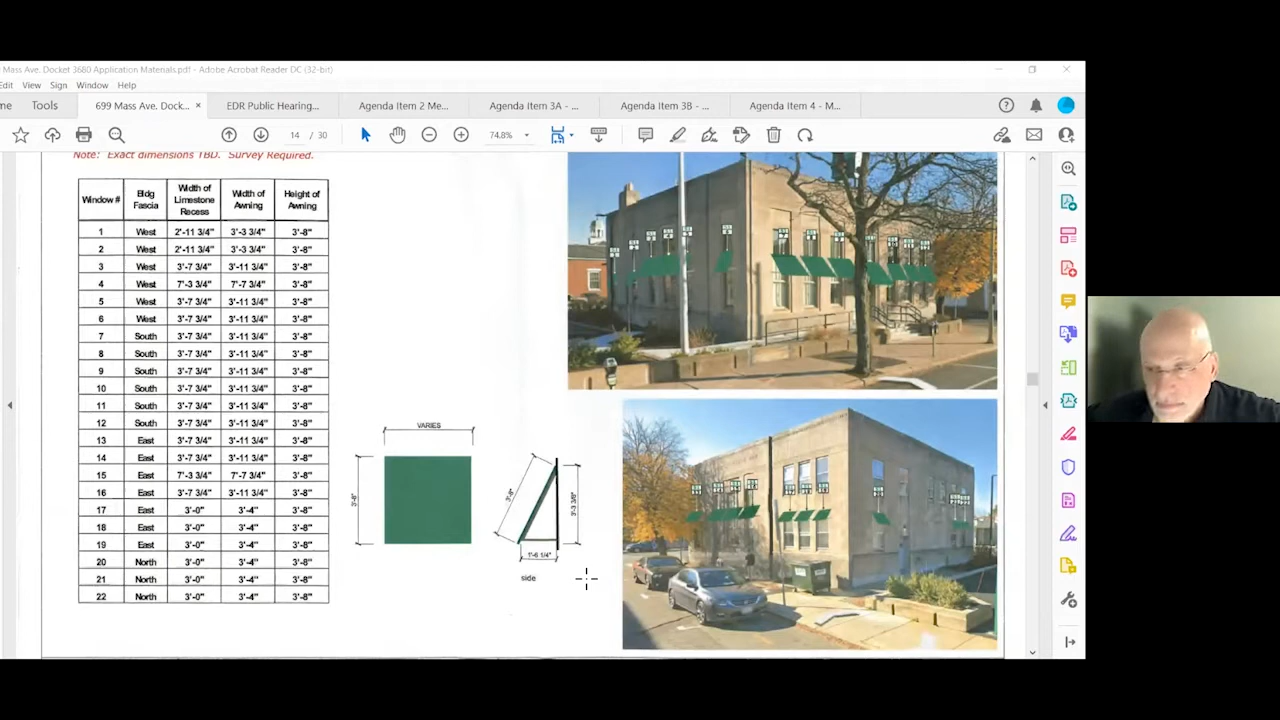 Mass Ave. Docket 3660 Application Materials.pdf - Adobe Acrobat Reader DC (32-bit)
Edit View Sign Window Help
me Tools 699 Mass Ave. Dock... × EDR Public Hearing... Agenda Item 2 Me... Agenda Item 3A - ... Agenda Item 3B - ... Agenda Item 4 - M...
14 / 30 74.8%
Note: Exact dimensions TBD. Survey Required.
Window # Bldg Fascia Width of Limestone Recess Width of Awning Height of Awning
1 West 2'-11 3/4" 3'-3 3/4" 3'-8"
2 West 2'-11 3/4" 3'-3 3/4" 3'-8"
3 West 3'-7 3/4" 3'-11 3/4" 3'-8"
4 West 7'-3 3/4" 7'-7 3/4" 3'-8"
5 West 3'-7 3/4" 3'-11 3/4" 3'-8"
6 West 3'-7 3/4" 3'-11 3/4" 3'-8"
7 South 3'-7 3/4" 3'-11 3/4" 3'-8"
8 South 3'-7 3/4" 3'-11 3/4" 3'-8"
9 South 3'-7 3/4" 3'-11 3/4" 3'-8"
10 South 3'-7 3/4" 3'-11 3/4" 3'-8"
11 South 3'-7 3/4" 3'-11 3/4" 3'-8"
12 South 3'-7 3/4" 3'-11 3/4" 3'-8"
13 East 3'-7 3/4" 3'-11 3/4" 3'-8"
14 East 3'-7 3/4" 3'-11 3/4" 3'-8"
15 East 7'-3 3/4" 7'-7 3/4" 3'-8"
16 East 3'-7 3/4" 3'-11 3/4" 3'-8"
17 East 3'-0" 3'-4" 3'-8"
18 East 3'-0" 3'-4" 3'-8"
19 East 3'-0" 3'-4" 3'-8"
20 North 3'-0" 3'-4" 3'-8"
21 North 3'-0" 3'-4" 3'-8"
22 North 3'-0" 3'-4" 3'-8"
VARIES
3'-8"
3'-8"
3'-3 3/8"
1'-6 1/4"
side